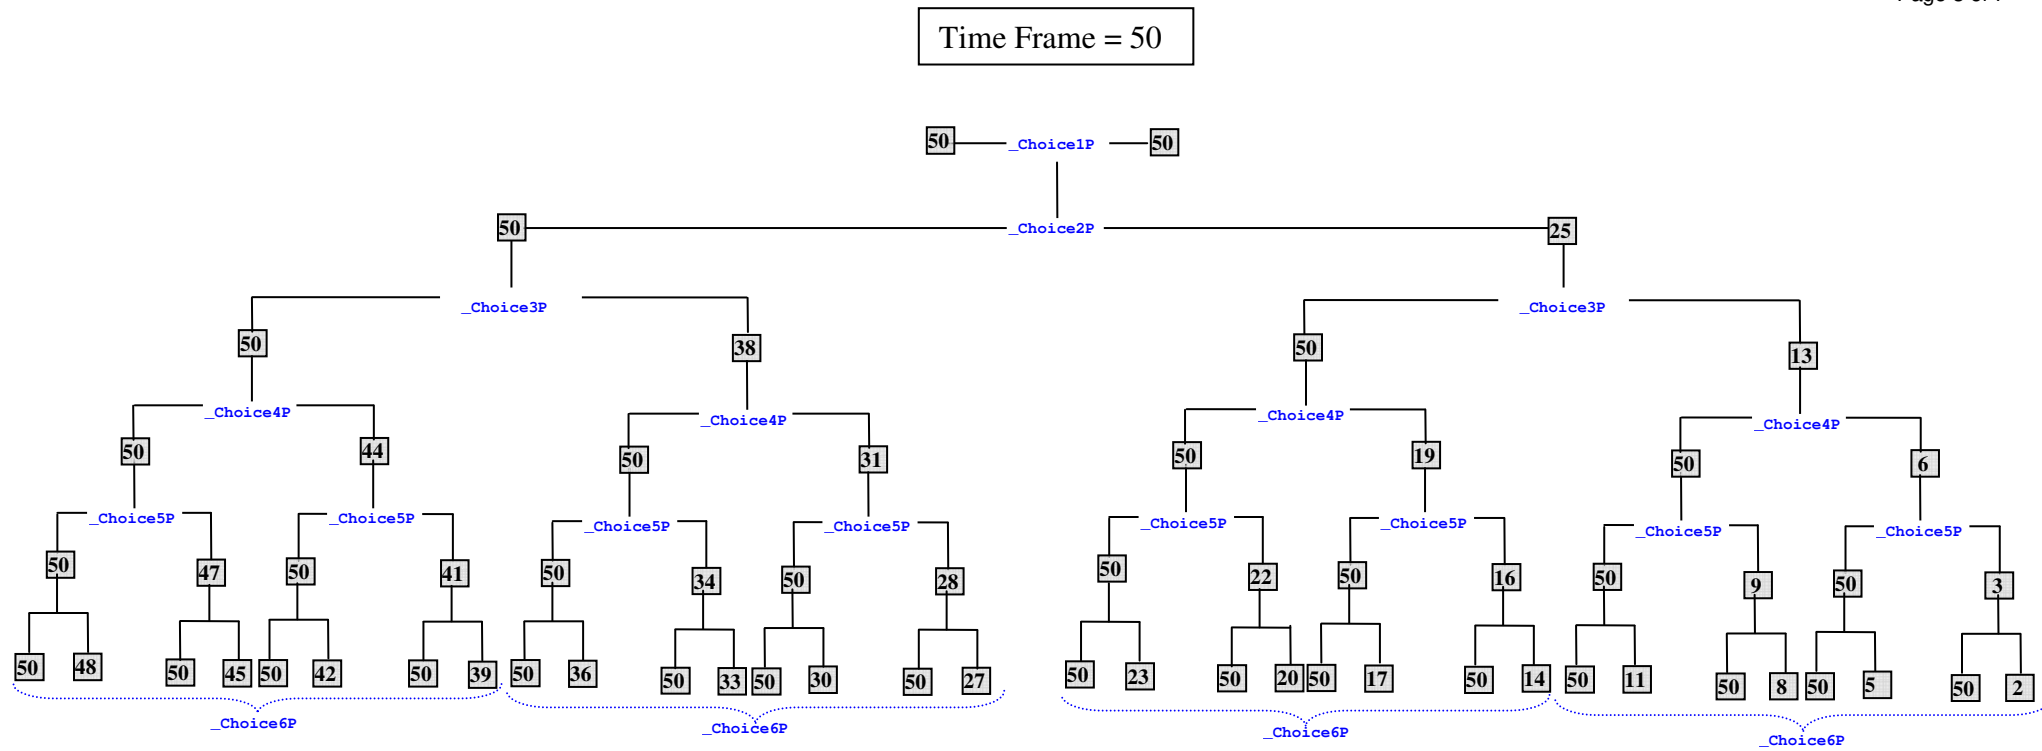 Time Frame = 50
50 _Choice1P 50
50 _Choice2P 25
_Choice3P _Choice3P
50 38 50 13
_Choice4P _Choice4P _Choice4P _Choice4P
50 44 50 31 50 19 50 6
_Choice5P _Choice5P _Choice5P _Choice5P _Choice5P _Choice5P _Choice5P _Choice5P
50 47 50 41 50 34 50 28 50 22 50 16 50 9 50 3
50 48 50 45 50 42 50 39 50 36 50 33 50 30 50 27 50 23 50 20 50 17 50 14 50 11 50 8 50 5 50 2
_Choice6P _Choice6P _Choice6P _Choice6P